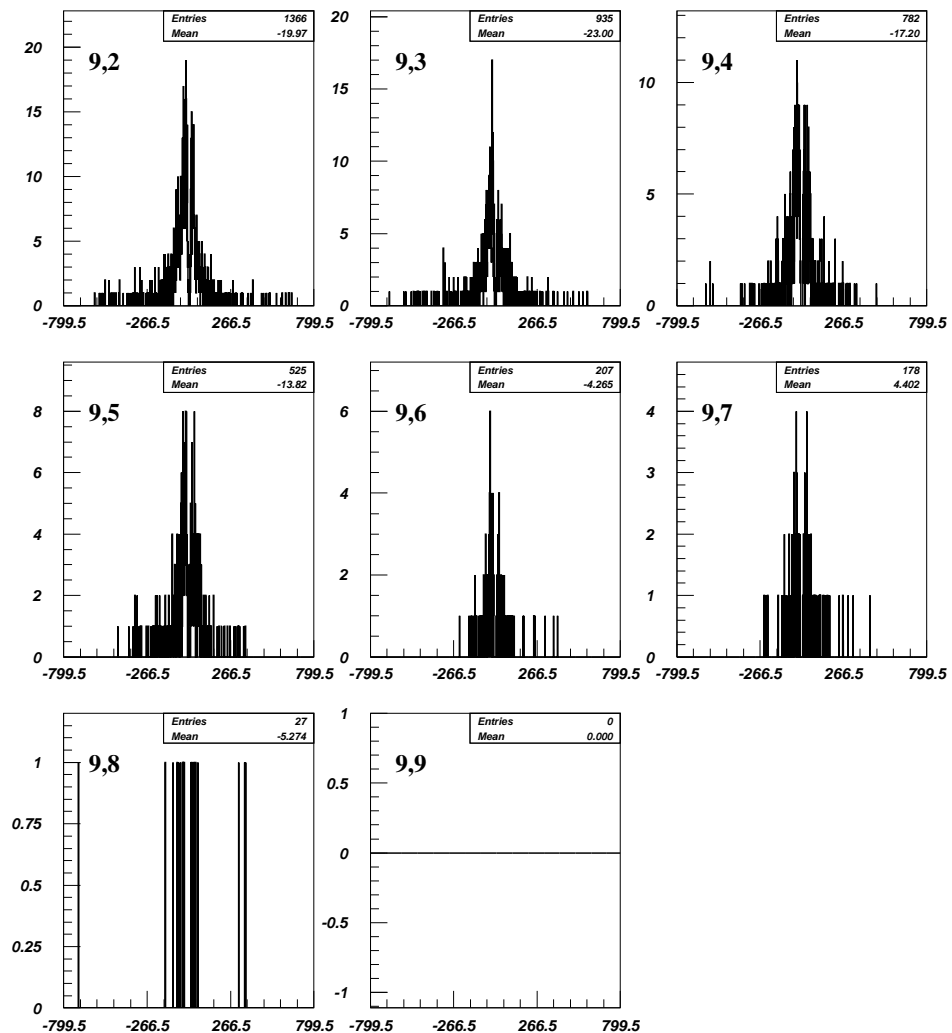 Entries 1366
Mean -19.97
9,2
20
15
10
5
0
-799.5 -266.5 266.5 799.5
Entries 935
Mean -23.00
9,3
20
15
10
5
0
-799.5 -266.5 266.5 799.5
Entries 782
Mean -17.20
9,4
10
5
0
-799.5 -266.5 266.5 799.5
Entries 525
Mean -13.82
9,5
8
6
4
2
0
-799.5 -266.5 266.5 799.5
Entries 207
Mean -4.265
9,6
6
4
2
0
-799.5 -266.5 266.5 799.5
Entries 178
Mean 4.402
9,7
4
3
2
1
0
-799.5 -266.5 266.5 799.5
Entries 27
Mean -5.274
9,8
1
0.75
0.5
0.25
0
-799.5 -266.5 266.5 799.5
Entries 0
Mean 0.000
9,9
1
0.5
0
-0.5
-1
-799.5 -266.5 266.5 799.5